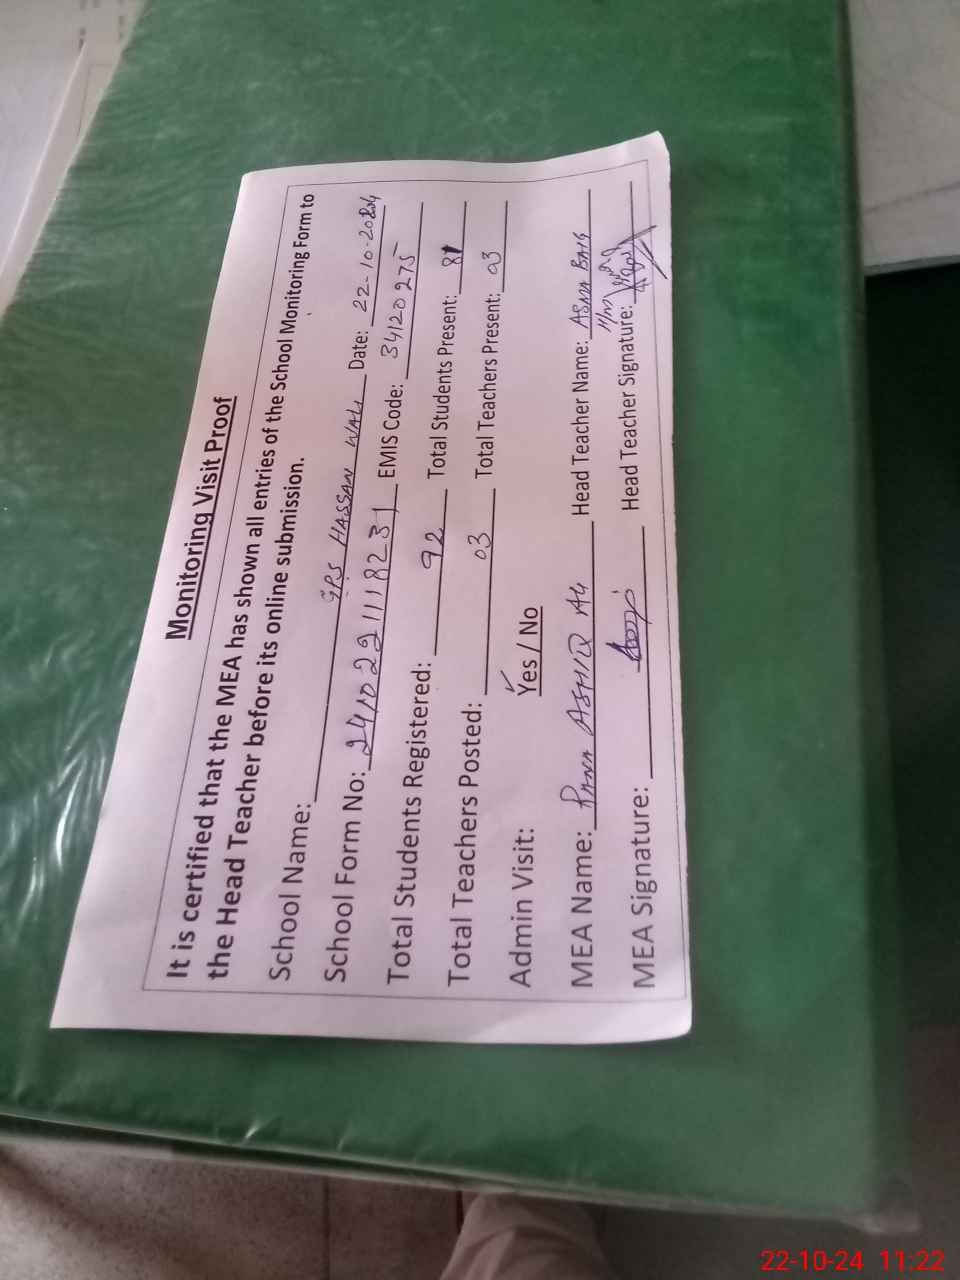 Monitoring Visit Proof
It is certified that the MEA has shown all entries of the School Monitoring Form to
the Head Teacher before its online submission.
School Name: GPS HASSAN WALI Date: 22-10-2024
School Form No: 2410221118231 EMIS Code: 34120275
Total Students Registered: 92 Total Students Present: 81
Total Teachers Posted: 03 Total Teachers Present: 03
Admin Visit: Yes / No
MEA Name: RANA ASHIQ Ali Head Teacher Name: ASMA BAIG
MEA Signature: Head Teacher Signature:
22-10-24 11:22